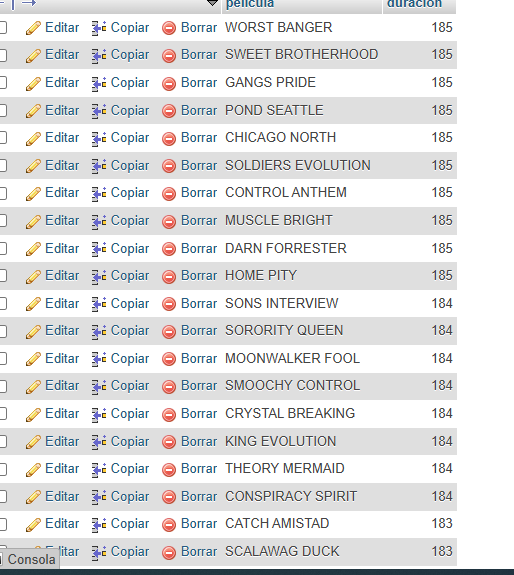 película duración
Editar Copiar Borrar WORST BANGER 185
Editar Copiar Borrar SWEET BROTHERHOOD 185
Editar Copiar Borrar GANGS PRIDE 185
Editar Copiar Borrar POND SEATTLE 185
Editar Copiar Borrar CHICAGO NORTH 185
Editar Copiar Borrar SOLDIERS EVOLUTION 185
Editar Copiar Borrar CONTROL ANTHEM 185
Editar Copiar Borrar MUSCLE BRIGHT 185
Editar Copiar Borrar DARN FORRESTER 185
Editar Copiar Borrar HOME PITY 185
Editar Copiar Borrar SONS INTERVIEW 184
Editar Copiar Borrar SORORITY QUEEN 184
Editar Copiar Borrar MOONWALKER FOOL 184
Editar Copiar Borrar SMOOCHY CONTROL 184
Editar Copiar Borrar CRYSTAL BREAKING 184
Editar Copiar Borrar KING EVOLUTION 184
Editar Copiar Borrar THEORY MERMAID 184
Editar Copiar Borrar CONSPIRACY SPIRIT 184
Editar Copiar Borrar CATCH AMISTAD 183
Editar Copiar Borrar SCALAWAG DUCK 183
Consola